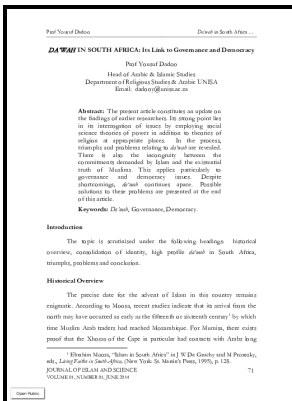 Prof Yousuf Dadoo Da'wah in South Africa ...
DA'WAH IN SOUTH AFRICA: Its Link to Governance and Democracy
Prof Yousuf Dadoo
Head of Arabic & Islamic Studies
Department of Religious Studies & Arabic UNISA
Email: dadooy@unisa.ac.za
Abstract: The present article constitutes an update on
the findings of earlier researchers. Its strong point lies
in its interrogation of issues by employing social
science theories of power in addition to theories of
religion at appropriate places. In the process,
triumphs and problems relating to da'wah are revealed.
There is also the incongruity between the
commitments demanded by Islam and the existential
truth of Muslims. This applies particularly to
governance and democracy issues. Despite
shortcomings, da'wah continues apace. Possible
solutions to these problems are presented at the end
of this article.
Keywords: Da'wah, Governance, Democracy.
Introduction
The topic is scrutinised under the following headings: historical
overview, consolidation of identity, high profile da'wah in South Africa,
triumphs, problems and conclusion.
Historical Overview
The precise date for the advent of Islam in this country remains
enigmatic. According to Moosa, recent studies indicate that its arrival from the
north may have occurred as early as the fifteenth or sixteenth century¹ by which
time Muslim Arab traders had reached Mozambique. For Mumisa, there exists
proof that the Khoisan of the Cape in particular had contacts with Arabs long
¹ Ebrahim Moosa, "Islam in South Africa" in J. W. De Gruchy and M Prozesky,
eds., Living Faiths in South Africa, (New York: St. Martin's Press, 1995), p. 128.
JOURNAL OF ISLAM AND SCIENCE 71
VOLUME 01, NUMBER 01, JUNE 2014
Open Rubric